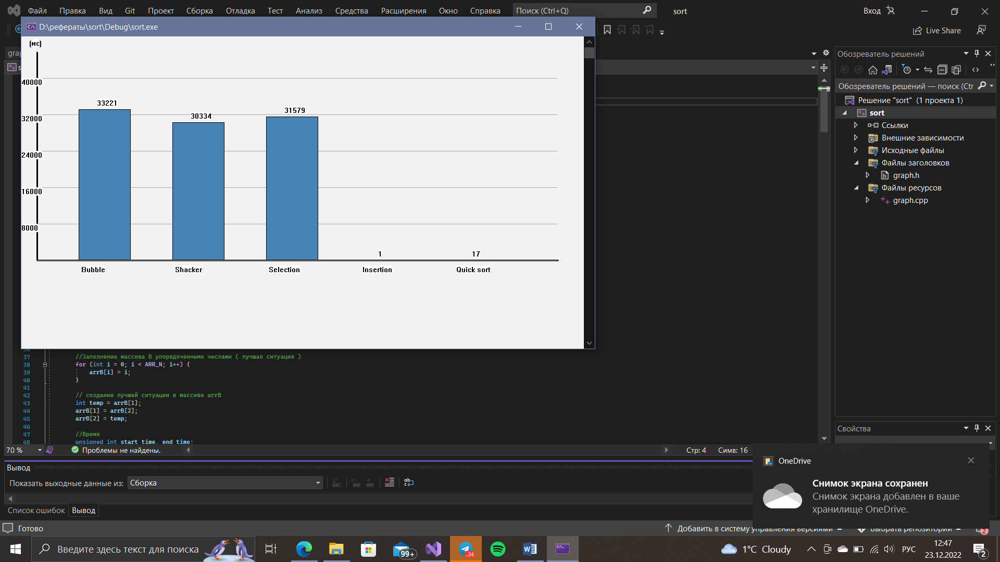 Файл Правка Вид Git Проект Сборка Отладка Тест Анализ Средства Расширения Окно Справка Поиск (Ctrl+Q) sort Вход
D:\рефераты\sort\Debug\sort.exe
Live Share
(мс)
40000
32000
24000
16000
8000
33221
30334
31579
1
17
Bubble Shacker Selection Insertion Quick sort
Обозреватель решений
Обозреватель решений — поиск (Ctr
Решение "sort" (1 проекта 1)
sort
Ссылки
Внешние зависимости
Исходные файлы
Файлы заголовков
graph.h
Файлы ресурсов
graph.cpp
Свойства
37 //Заполнение массива B упорядоченными числами ( лучшая ситуация )
38 for (int i = 0; i < ARR_N; i++) {
39 arrB[i] = i;
40 }
41
42 // создание лучшей ситуации в массиве arrB
43 int temp = arrB[1];
44 arrB[1] = arrB[2];
45 arrB[2] = temp;
46
47 //Время
48 unsigned int start_time, end_time;
70 % Проблемы не найдены. Стр: 4 Симв: 16
Вывод
Показать выходные данные из: Сборка
Список ошибок Вывод
OneDrive
Снимок экрана сохранен
Снимок экрана добавлен в ваше
хранилище OneDrive.
Готово Добавить в систему управления версиями Выбрать репозиторий 2
Введите здесь текст для поиска 99+ ..24 1°C Cloudy РУС 12:47
23.12.2022 2